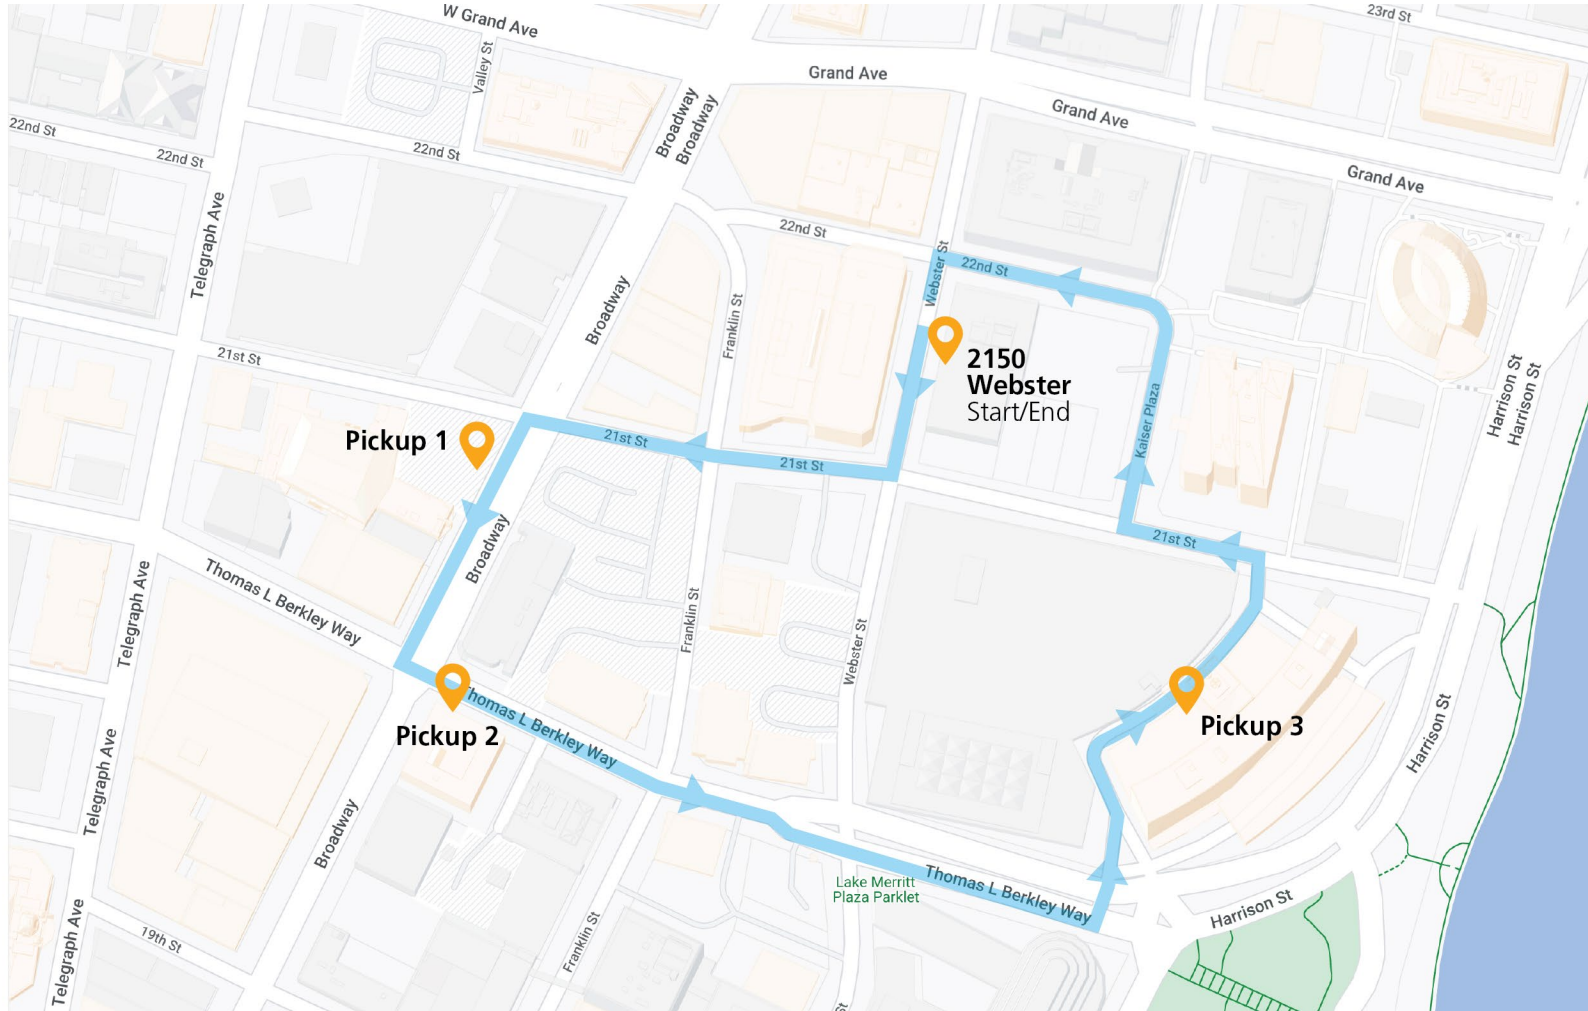 W Grand Ave
23rd St
Valley St
Grand Ave
Broadway
Broadway
Grand Ave
22nd St
22nd St
22nd St
Grand Ave
Telegraph Ave
22nd St
Webster St
22nd St
Broadway
Franklin St
2150
Webster
Start/End
21st St
Harrison St
Harrison St
Kaiser Plaza
Pickup 1
21st St
21st St
21st St
Broadway
Thomas L Berkley Way
Telegraph Ave
Franklin St
Webster St
Pickup 2
Thomas L Berkley Way
Pickup 3
Harrison St
Telegraph Ave
Broadway
Lake Merritt
Plaza Parklet
Thomas L Berkley Way
Harrison St
19th St
Telegraph Ave
Franklin St
St